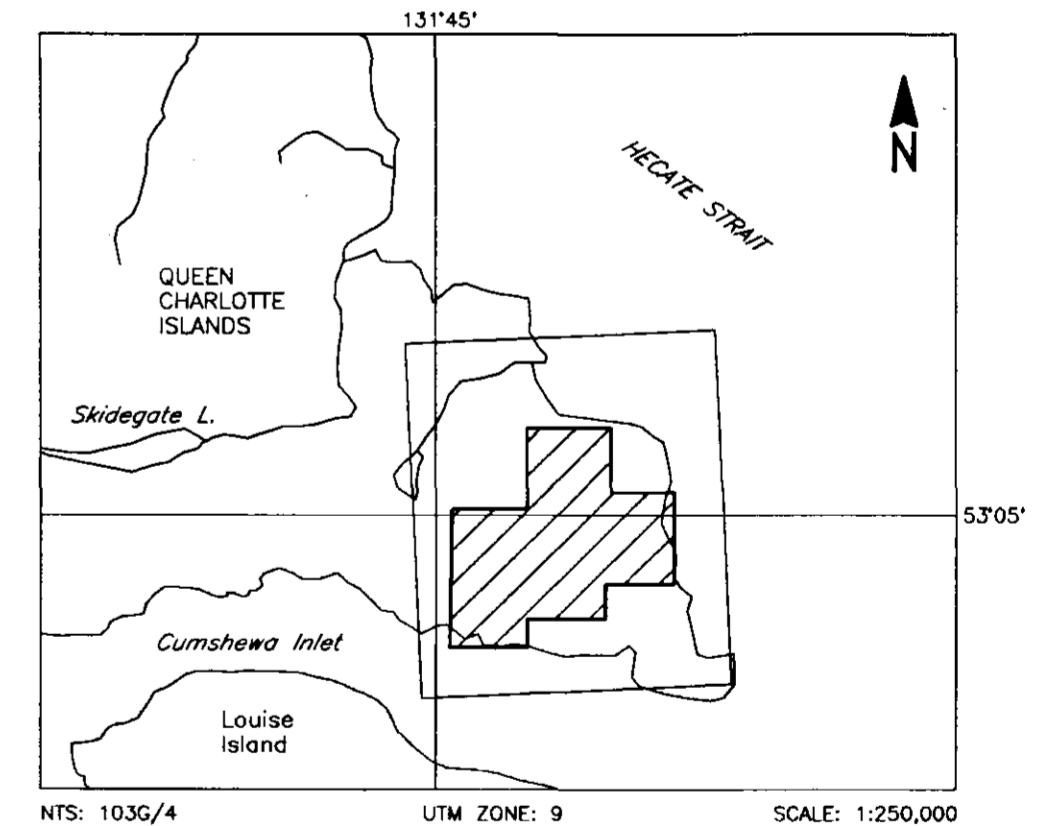 131°45'
N
HECATE STRAIT
QUEEN
CHARLOTTE
ISLANDS
Skidegate L.
53°05'
Cumshewa Inlet
Louise
Island
NTS: 103G/4
UTM ZONE: 9
SCALE: 1:250,000